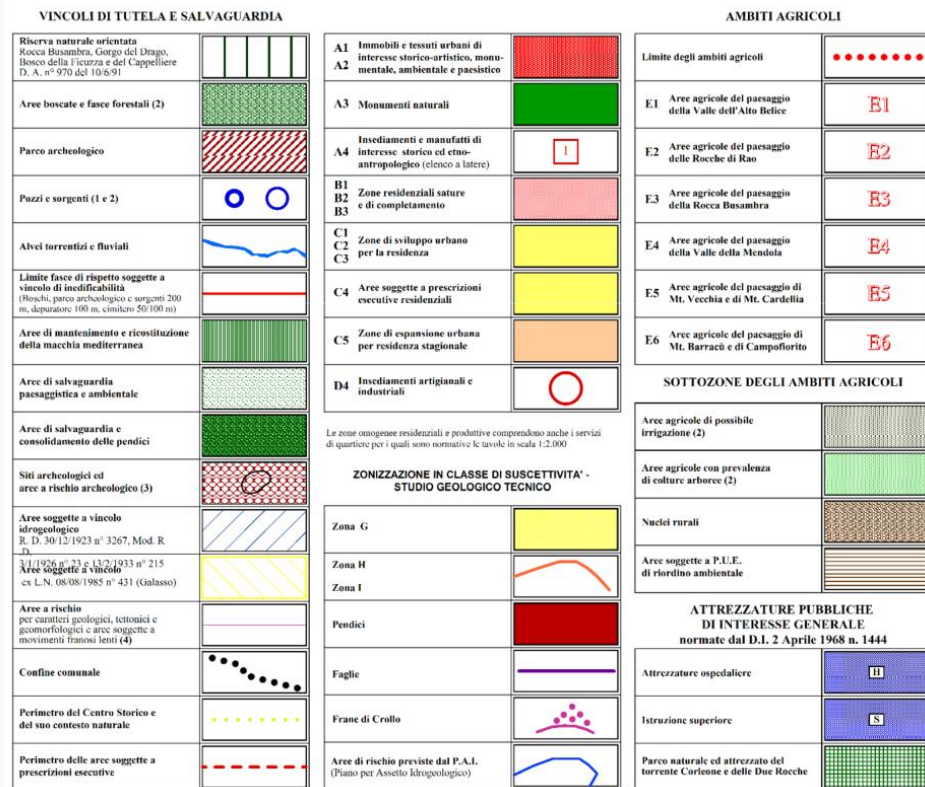 VINCOLI DI TUTELA E SALVAGUARDIA
Riserva naturale orientata
Rocca Busambra, Gorgo del Drago,
Bosco della Ficuzza e del Cappelliere
D. A. n° 970 del 10/6/91
Aree boscate e fasce forestali (2)
Parco archeologico
Pozzi e sorgenti (1 e 2)
Alvei torrentizi e fluviali
Limite fasce di rispetto soggette a
vincolo di inedificabilità
(Boschi, parco archeologico e sorgenti 200
m, depuratore 100 m, cimitero 50/100 m)
Aree di mantenimento e ricostituzione
della macchia mediterranea
Aree di salvaguardia
paesaggistica e ambientale
Aree di salvaguardia e
consolidamento delle pendici
Siti archeologici ed
aree a rischio archeologico (3)
Aree soggette a vincolo
idrogeologico
R. D. 30/12/1923 n° 3267, Mod. R
.D.
3/1/1926 n° 23 e 13/2/1933 n° 215
Aree soggette a vincolo
ex L.N. 08/08/1985 n° 431 (Galasso)
Aree a rischio
per caratteri geologici, tettonici e
geomorfologici e aree soggette a
movimenti franosi lenti (4)
Confine comunale
Perimetro del Centro Storico e
del suo contesto naturale
Perimetro delle aree soggette a
prescrizioni esecutive
A1
A2
Immobili e tessuti urbani di
interesse storico-artistico, monu-
mentale, ambientale e paesistico
A3 Monumenti naturali
A4
Insediamenti e manufatti di
interesse storico ed etno-
antropologico (elenco a latere)
1
B1
B2
B3
Zone residenziali sature
e di completamento
C1
C2
C3
Zone di sviluppo urbano
per la residenza
C4
Aree soggette a prescrizioni
esecutive residenziali
C5
Zone di espansione urbana
per residenza stagionale
D4
Insediamenti artigianali e
industriali
Le zone omogenee residenziali e produttive comprendono anche i servizi
di quartiere per i quali sono normative le tavole in scala 1:2.000
ZONIZZAZIONE IN CLASSE DI SUSCETTIVITA' -
STUDIO GEOLOGICO TECNICO
Zona G
Zona H
Zona I
Pendici
Faglie
Frane di Crollo
Aree di rischio previste dal P.A.I.
(Piano per Assetto Idrogeologico)
AMBITI AGRICOLI
Limite degli ambiti agricoli
E1 Aree agricole del paesaggio
della Valle dell'Alto Belice
E1
E2 Aree agricole del paesaggio
delle Rocche di Rao
E2
E3 Aree agricole del paesaggio
della Rocca Busambra
E3
E4 Aree agricole del paesaggio
della Valle della Mendola
E4
E5 Aree agricole del paesaggio di
Mt. Vecchia e di Mt. Cardellia
E5
E6 Aree agricole del paesaggio di
Mt. Barracù e di Campofiorito
E6
SOTTOZONE DEGLI AMBITI AGRICOLI
Aree agricole di possibile
irrigazione (2)
Aree agricole con prevalenza
di colture arboree (2)
Nuclei rurali
Aree soggette a P.U.E.
di riordino ambientale
ATTREZZATURE PUBBLICHE
DI INTERESSE GENERALE
normate dal D.I. 2 Aprile 1968 n. 1444
Attrezzature ospedaliere
H
Istruzione superiore
S
Parco naturale ed attrezzato del
torrente Corleone e delle Due Rocche